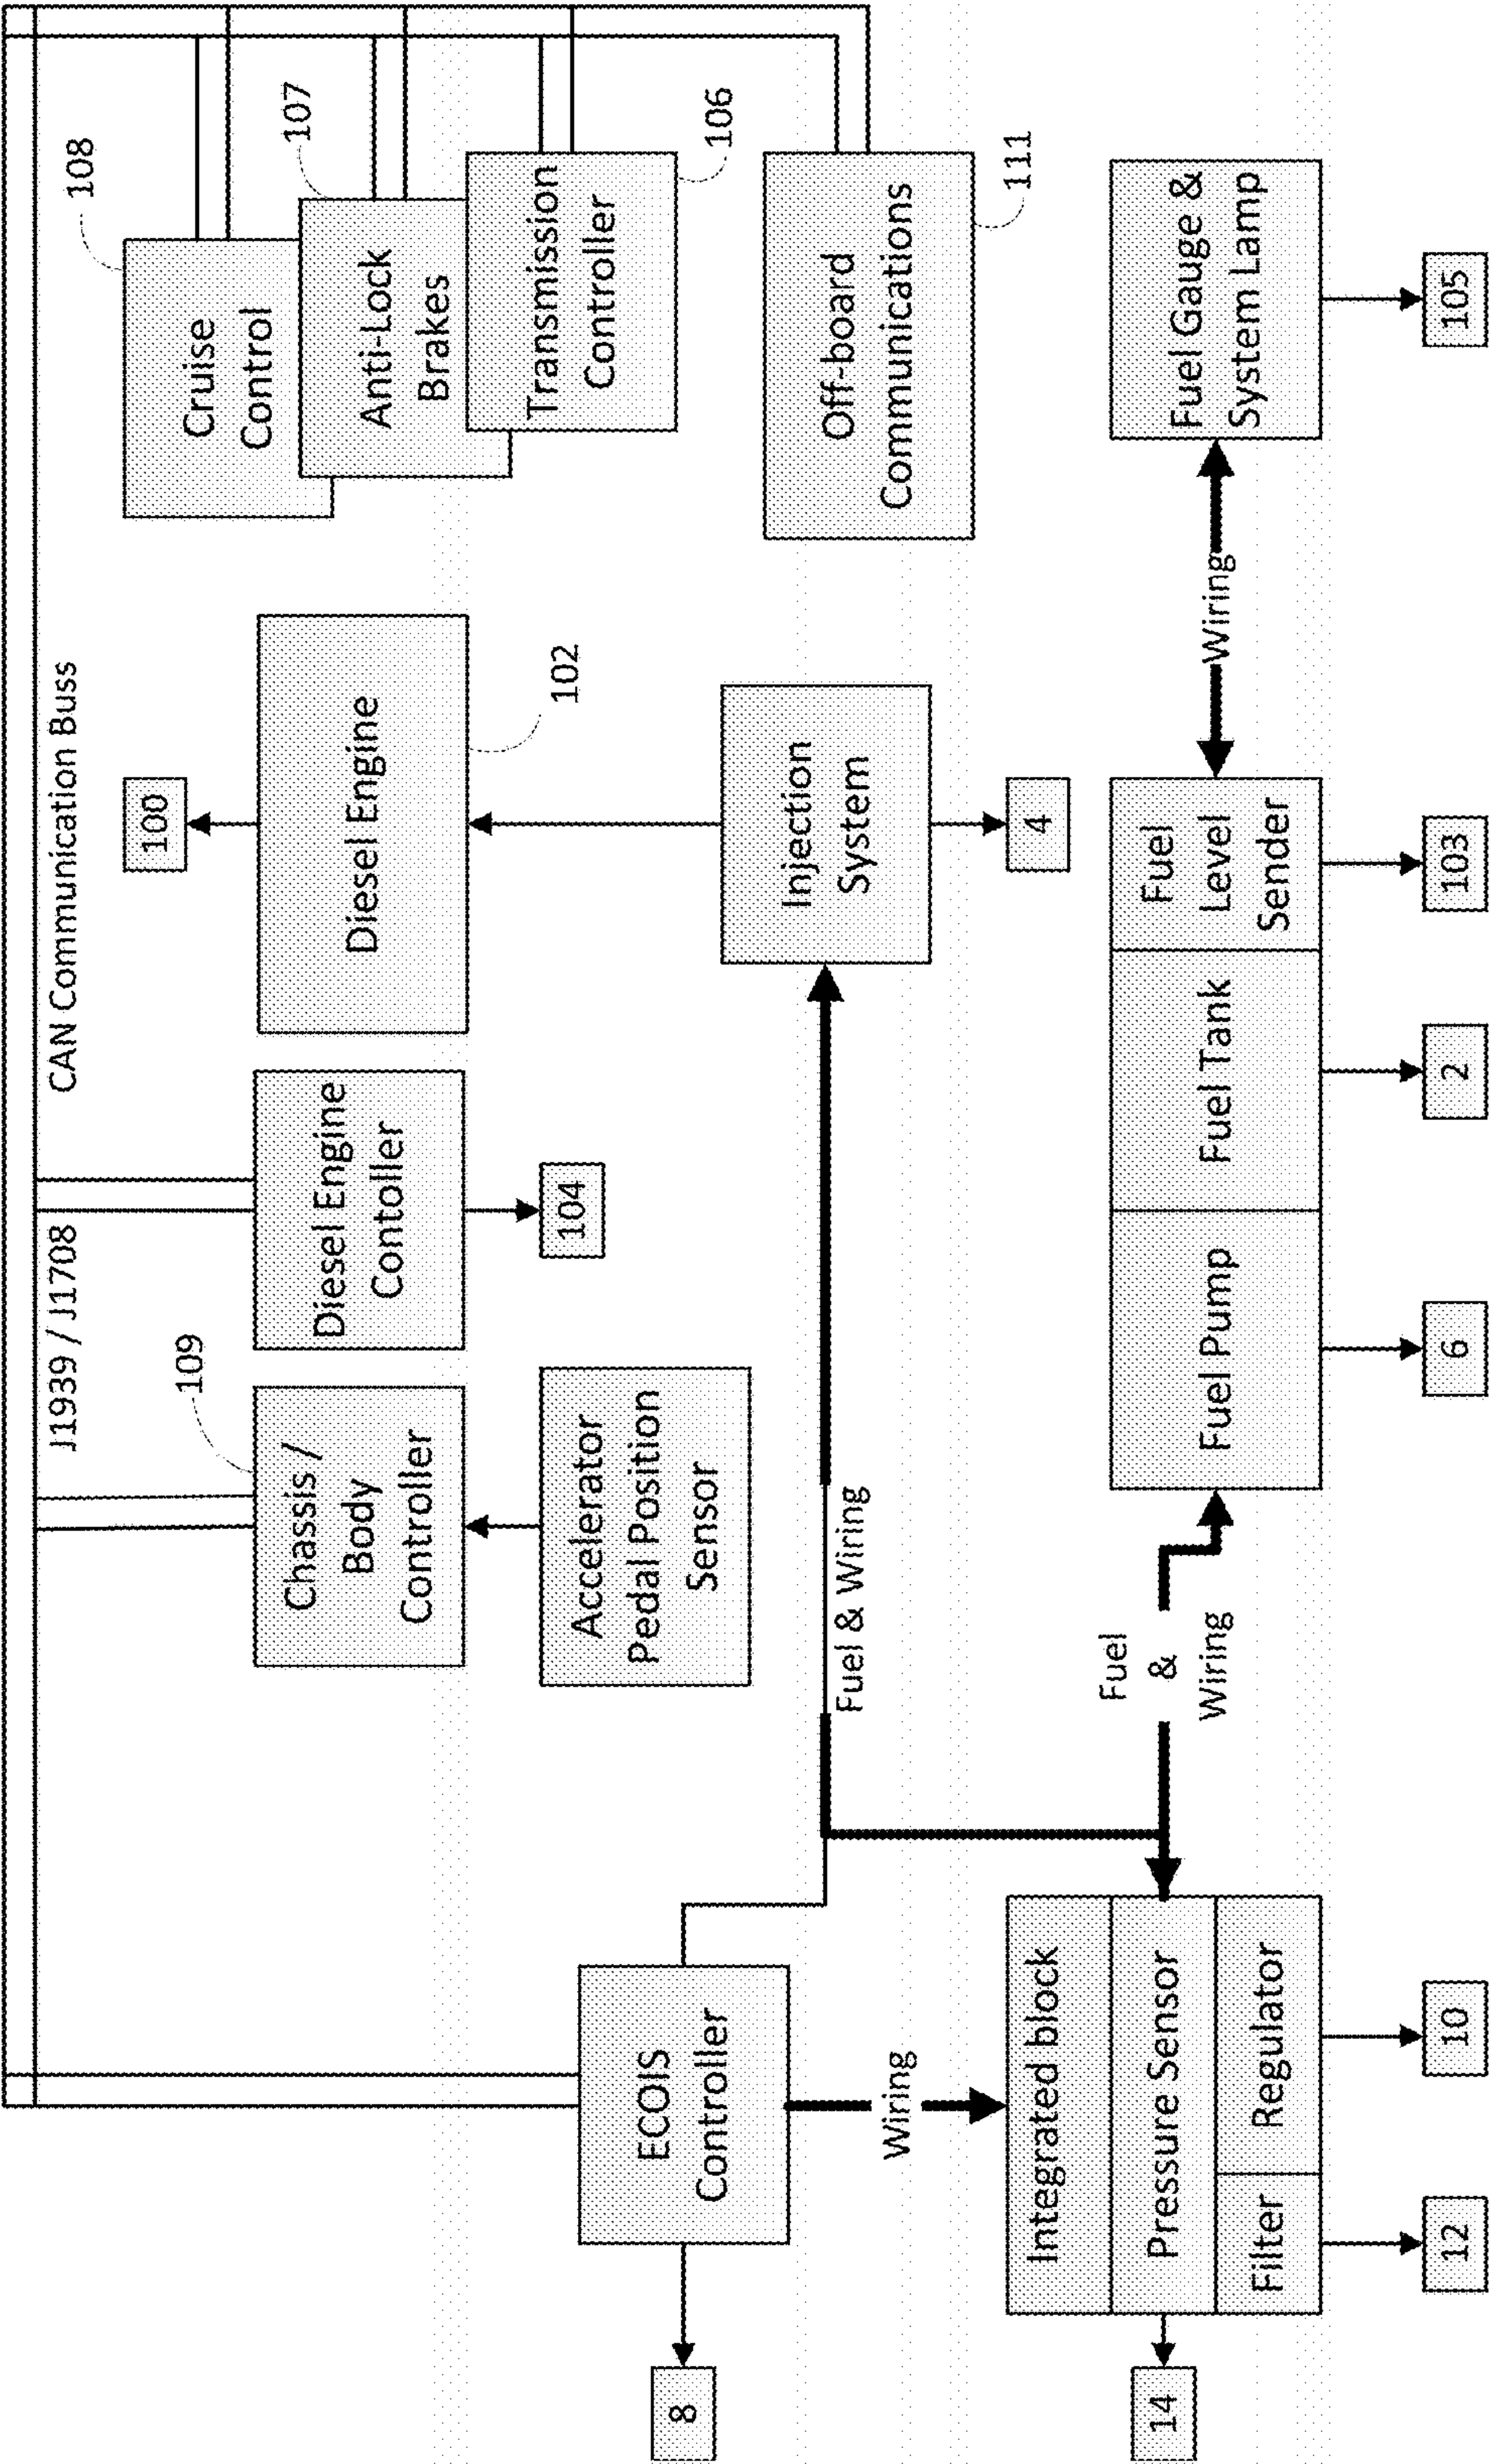 J1939 / J1708
CAN Communication Buss
108
100
109
107
Cruise
Control
Chassis /
Body
Controller
Diesel Engine
Contoller
Diesel Engine
Anti-Lock
Brakes
102
104
Transmission
Controller
106
Accelerator
Pedal Position
Sensor
8
ECOIS
Controller
Injection
System
Off-board
Communications
Fuel & Wiring
Wiring
111
4
Integrated block
14
Pressure Sensor
Filter
Regulator
Fuel
&
Wiring
Fuel Pump
Fuel Tank
Fuel
Level
Sender
Wiring
Fuel Gauge &
System Lamp
12
10
6
2
103
105